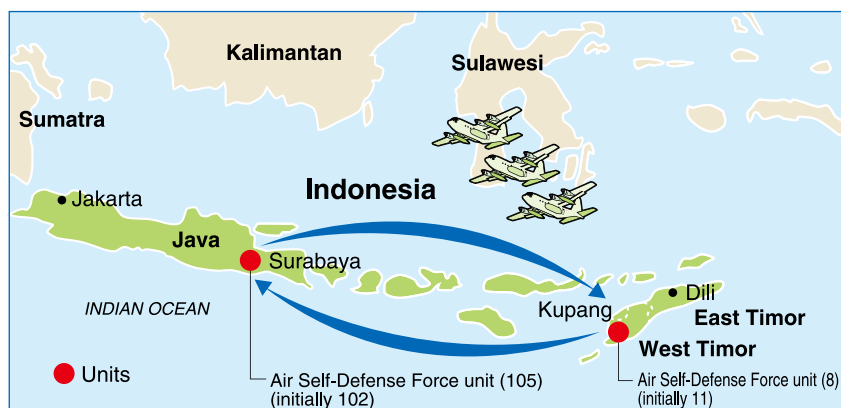 Kalimantan
Sulawesi
Sumatra
Indonesia
Jakarta
Java
Surabaya
INDIAN OCEAN
Kupang
Dili
East Timor
West Timor
Units
Air Self-Defense Force unit (105)
(initially 102)
Air Self-Defense Force unit (8)
(initially 11)